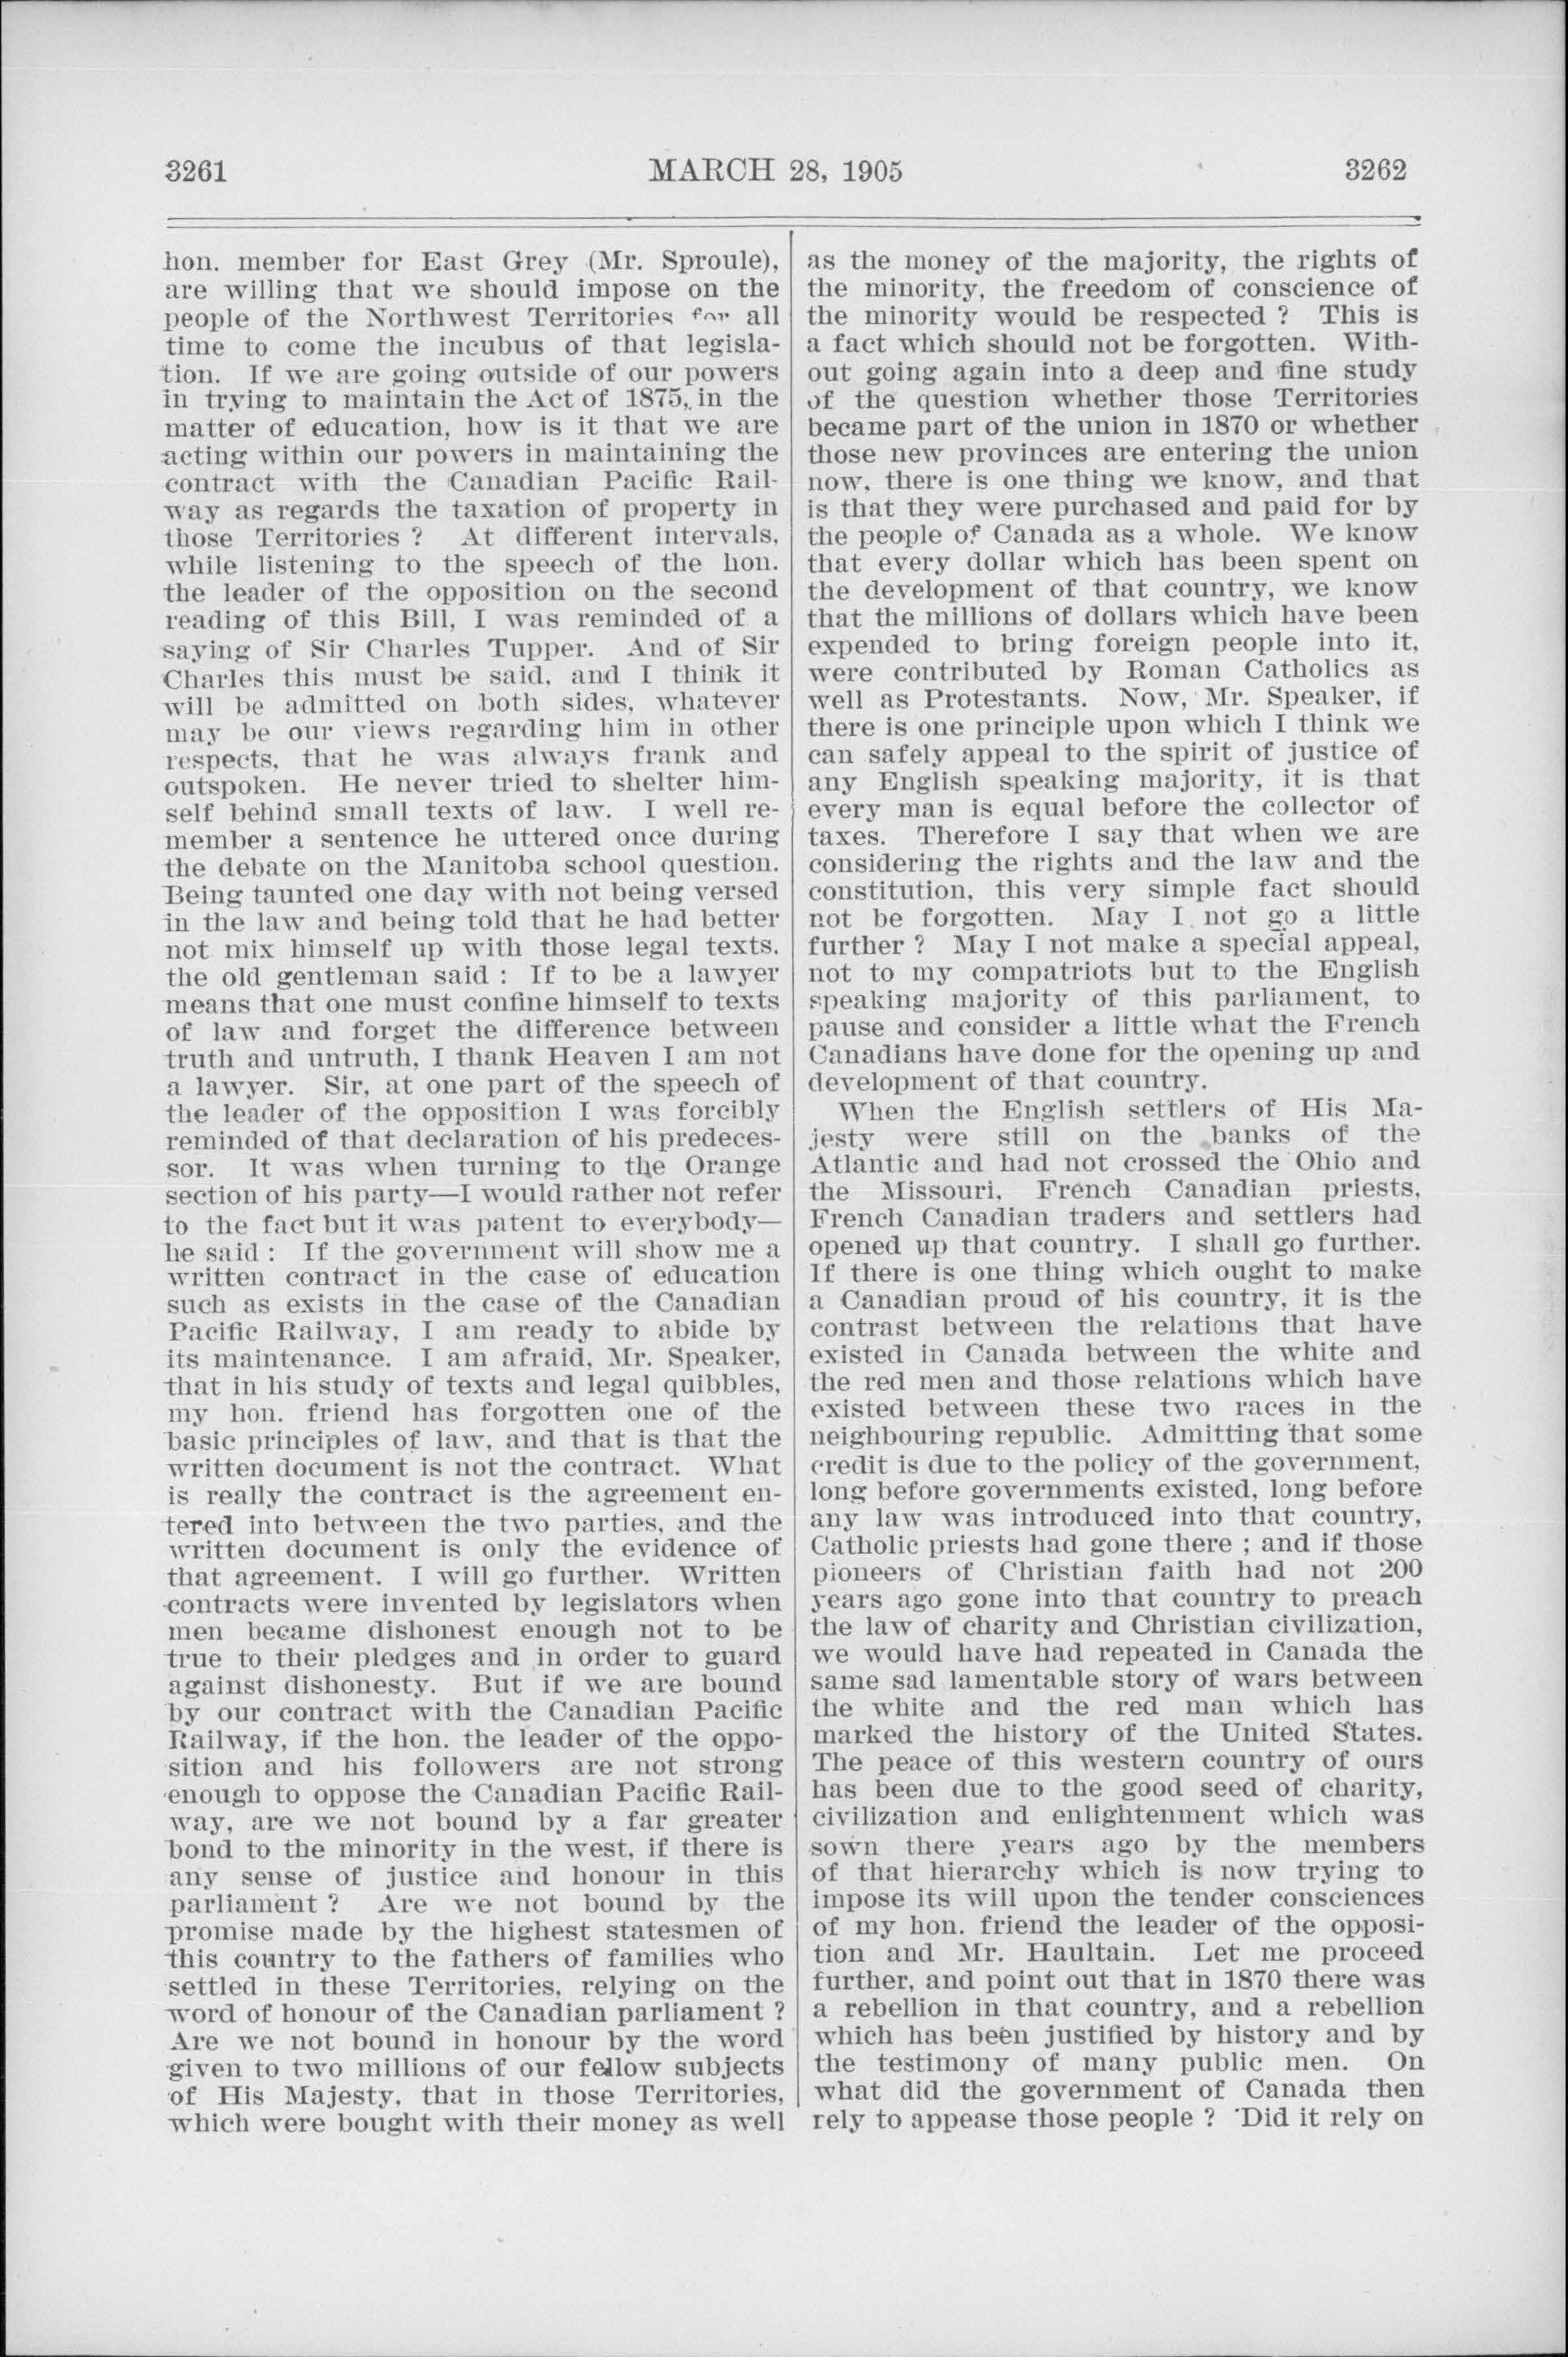 3261 MARCH 28, 1905 3262
hon. member for East Grey (Mr. Sproule),
are willing that we should impose on the
people of the Northwest Territories for all
time to come the incubus of that legisla-
tion. If we are going outside of our powers
in trying to maintain the Act of 1875, in the
matter of education, how is it that we are
acting within our powers in maintaining the
contract with the Canadian Pacific Rail-
way as regards the taxation of property in
those Territories ? At different intervals,
while listening to the speech of the hon.
the leader of the opposition on the second
reading of this Bill, I was reminded of a
saying of Sir Charles Tupper. And of Sir
Charles this must be said, and I think it
will be admitted on both sides, whatever
may be our views regarding him in other
respects, that he was always frank and
outspoken. He never tried to shelter him-
self behind small texts of law. I well re-
member a sentence he uttered once during
the debate on the Manitoba school question.
Being taunted one day with not being versed
in the law and being told that he had better
not mix himself up with those legal texts,
the old gentleman said : If to be a lawyer
means that one must confine himself to texts
of law and forget the difference between
truth and untruth, I thank Heaven I am not
a lawyer. Sir, at one part of the speech of
the leader of the opposition I was forcibly
reminded of that declaration of his predeces-
sor. It was when turning to the Orange
section of his party—I would rather not refer
to the fact but it was patent to everybody—
he said : If the government will show me a
written contract in the case of education
such as exists in the case of the Canadian
Pacific Railway, I am ready to abide by
its maintenance. I am afraid, Mr. Speaker,
that in his study of texts and legal quibbles,
my hon. friend has forgotten one of the
basic principles of law, and that is that the
written document is not the contract. What
is really the contract is the agreement en-
tered into between the two parties, and the
written document is only the evidence of
that agreement. I will go further. Written
contracts were invented by legislators when
men became dishonest enough not to be
true to their pledges and in order to guard
against dishonesty. But if we are bound
by our contract with the Canadian Pacific
Railway, if the hon. the leader of the oppo-
sition and his followers are not strong
enough to oppose the Canadian Pacific Rail-
way, are we not bound by a far greater
bond to the minority in the west, if there is
any sense of justice and honour in this
parliament ? Are we not bound by the
promise made by the highest statesmen of
this country to the fathers of families who
settled in these Territories, relying on the
word of honour of the Canadian parliament ?
Are we not bound in honour by the word
given to two millions of our fellow subjects
of His Majesty, that in those Territories,
which were bought with their money as well
as the money of the majority, the rights of
the minority, the freedom of conscience of
the minority would be respected ? This is
a fact which should not be forgotten. With-
out going again into a deep and fine study
of the question whether those Territories
became part of the union in 1870 or whether
those new provinces are entering the union
now, there is one thing we know, and that
is that they were purchased and paid for by
the people of Canada as a whole. We know
that every dollar which has been spent on
the development of that country, we know
that the millions of dollars which have been
expended to bring foreign people into it,
were contributed by Roman Catholics as
well as Protestants. Now, Mr. Speaker, if
there is one principle upon which I think we
can safely appeal to the spirit of justice of
any English speaking majority, it is that
every man is equal before the collector of
taxes. Therefore I say that when we are
considering the rights and the law and the
constitution, this very simple fact should
not be forgotten. May I not go a little
further ? May I not make a special appeal,
not to my compatriots but to the English
speaking majority of this parliament, to
pause and consider a little what the French
Canadians have done for the opening up and
development of that country.
When the English settlers of His Ma-
jesty were still on the banks of the
Atlantic and had not crossed the Ohio and
the Missouri, French Canadian priests,
French Canadian traders and settlers had
opened up that country. I shall go further.
If there is one thing which ought to make
a Canadian proud of his country, it is the
contrast between the relations that have
existed in Canada between the white and
the red men and those relations which have
existed between these two races in the
neighbouring republic. Admitting that some
credit is due to the policy of the government,
long before governments existed, long before
any law was introduced into that country,
Catholic priests had gone there ; and if those
pioneers of Christian faith had not 200
years ago gone into that country to preach
the law of charity and Christian civilization,
we would have had repeated in Canada the
same sad lamentable story of wars between
the white and the red man which has
marked the history of the United States.
The peace of this western country of ours
has been due to the good seed of charity,
civilization and enlightenment which was
sown there years ago by the members
of that hierarchy which is now trying to
impose its will upon the tender consciences
of my hon. friend the leader of the opposi-
tion and Mr. Haultain. Let me proceed
further, and point out that in 1870 there was
a rebellion in that country, and a rebellion
which has been justified by history and by
the testimony of many public men. On
what did the government of Canada then
rely to appease those people ? Did it rely on